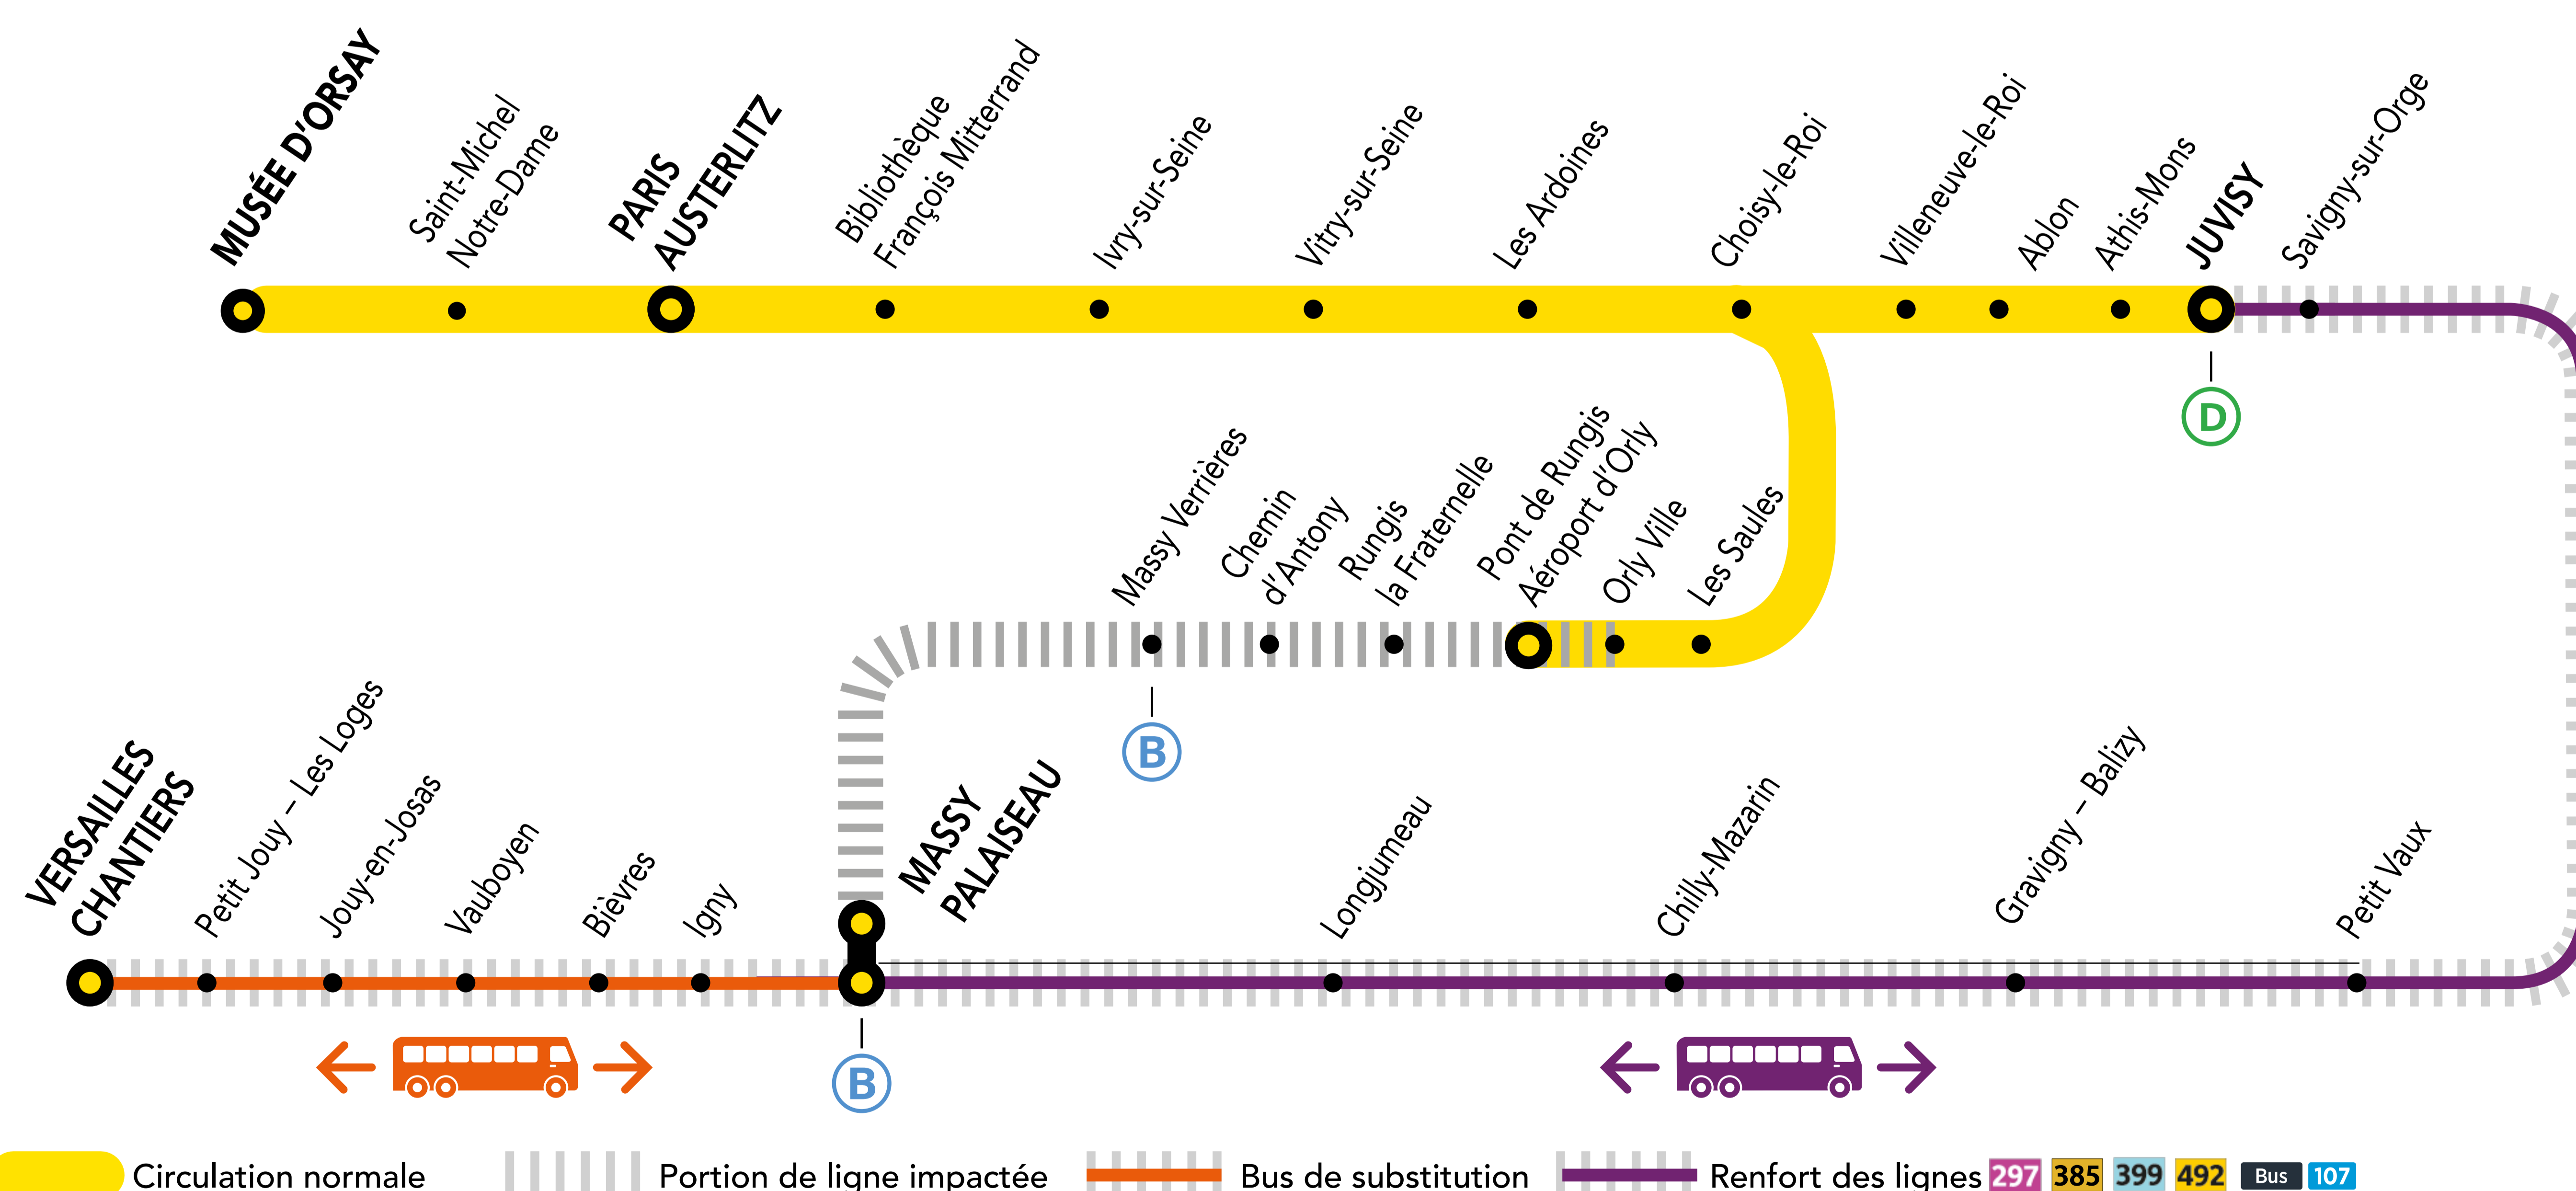 MUSÉE D'ORSAY
Saint-Michel
Notre-Dame
PARIS
AUSTERLITZ
Bibliothèque
François Mitterrand
Ivry-sur-Seine
Vitry-sur-Seine
Les Ardoines
Choisy-le-Roi
Villeneuve-le-Roi
Ablon
Athis-Mons
JUVISY
Savigny-sur-Orge
D
Massy Verrières
Chemin
d'Antony
Rungis
la Fraternelle
Pont de Rungis
Aéroport d'Orly
Orly Ville
Les Saules
B
VERSAILLES
CHANTIERS
Petit Jouy – Les Loges
Jouy-en-Josas
Vauboyen
Bièvres
Igny
MASSY
PALAISEAU
Longjumeau
Chilly-Mazarin
Gravigny – Balizy
Petit Vaux
B
Circulation normale
Portion de ligne impactée
Bus de substitution
Renfort des lignes 297 385 399 492 Bus 107